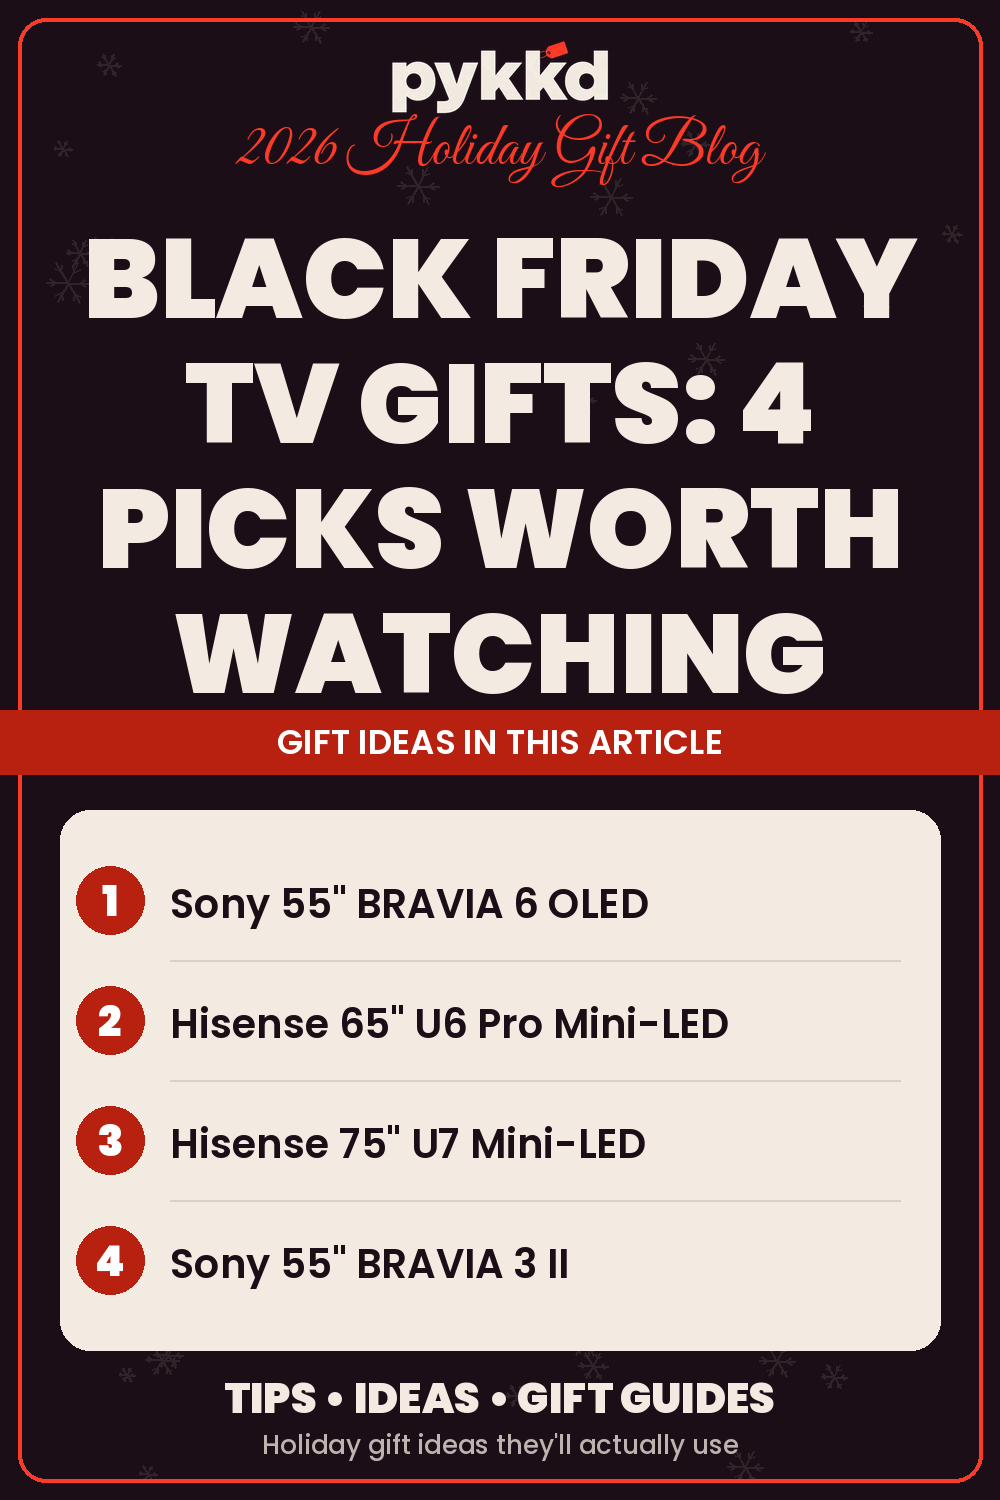 pykkd
2026 Holiday Gift Blog
BLACK FRIDAY
TV GIFTS: 4
PICKS WORTH
WATCHING
GIFT IDEAS IN THIS ARTICLE
1 Sony 55" BRAVIA 6 OLED
2 Hisense 65" U6 Pro Mini-LED
3 Hisense 75" U7 Mini-LED
4 Sony 55" BRAVIA 3 II
TIPS • IDEAS • GIFT GUIDES
Holiday gift ideas they'll actually use